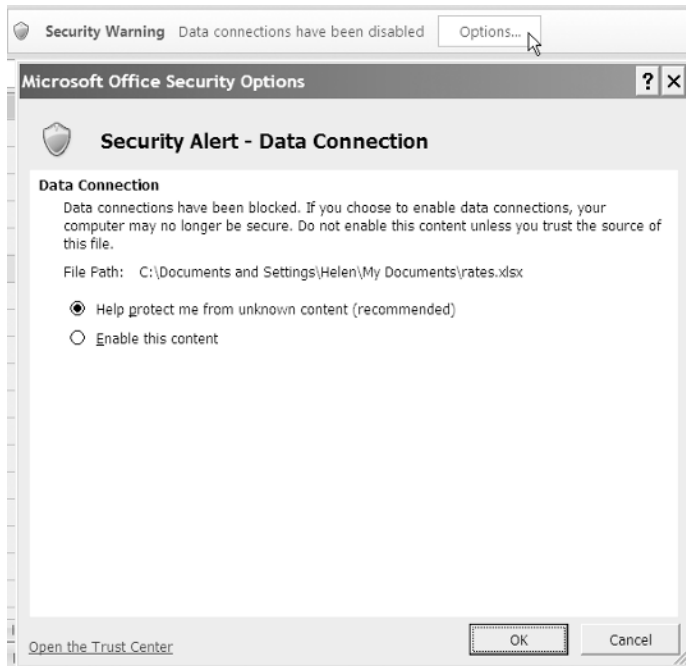 Security Warning Data connections have been disabled Options...
Microsoft Office Security Options ? ×
Security Alert - Data Connection
Data Connection
Data connections have been blocked. If you choose to enable data connections, your
computer may no longer be secure. Do not enable this content unless you trust the source of
this file.
File Path: C:\Documents and Settings\Helen\My Documents\rates.xlsx
Help protect me from unknown content (recommended)
Enable this content
Open the Trust Center OK Cancel